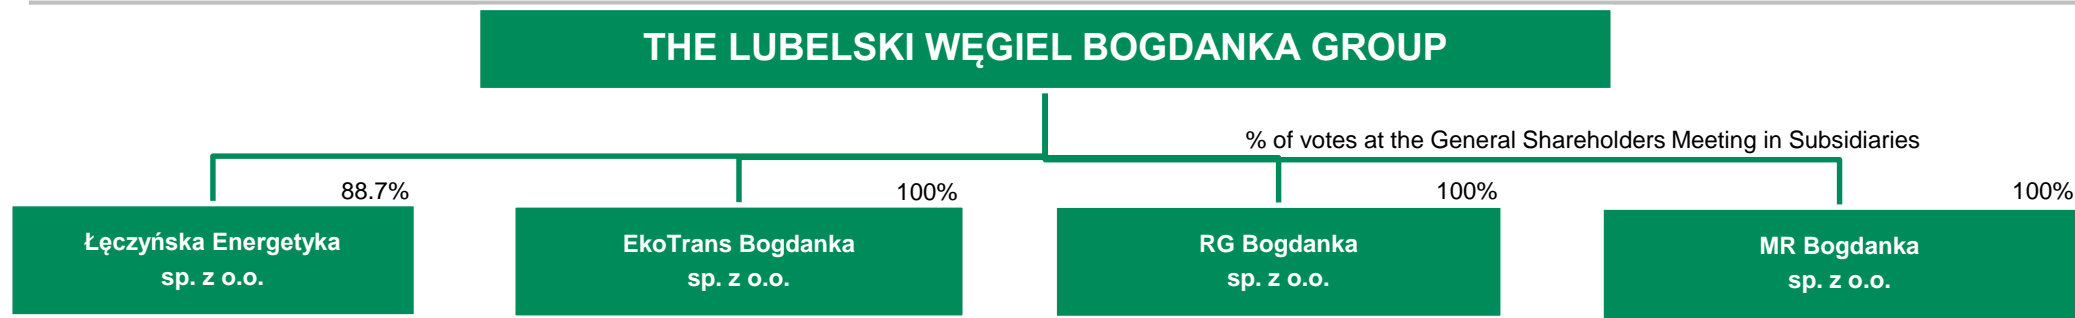 THE LUBELSKI WĘGIEL BOGDANKA GROUP
% of votes at the General Shareholders Meeting in Subsidiaries
88.7%
100%
100%
100%
Łęczyńska Energetyka
sp. z o.o.
EkoTrans Bogdanka
sp. z o.o.
RG Bogdanka
sp. z o.o.
MR Bogdanka
sp. z o.o.